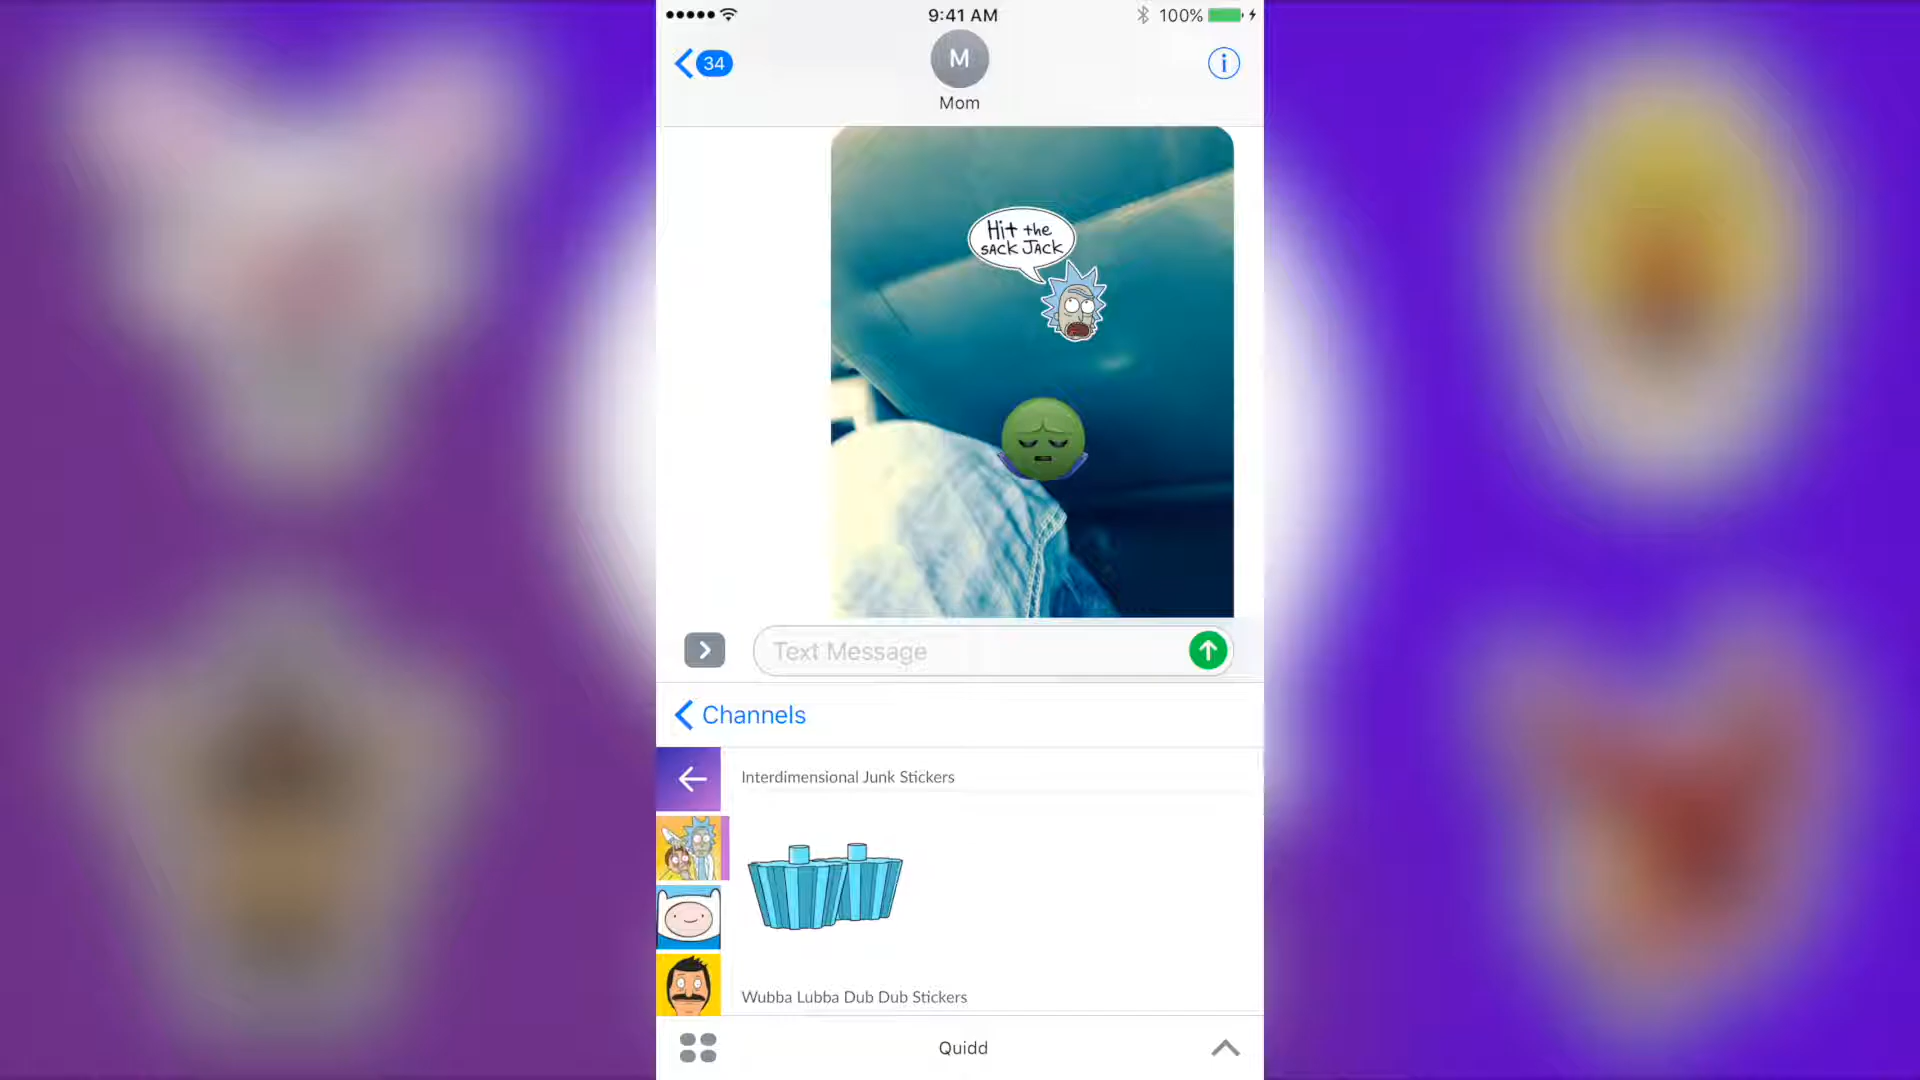 9:41 AM
100%
34
M
Mom
i
Hit the
SACK JACK
Text Message
Channels
Interdimensional Junk Stickers
Wubba Lubba Dub Dub Stickers
Quidd